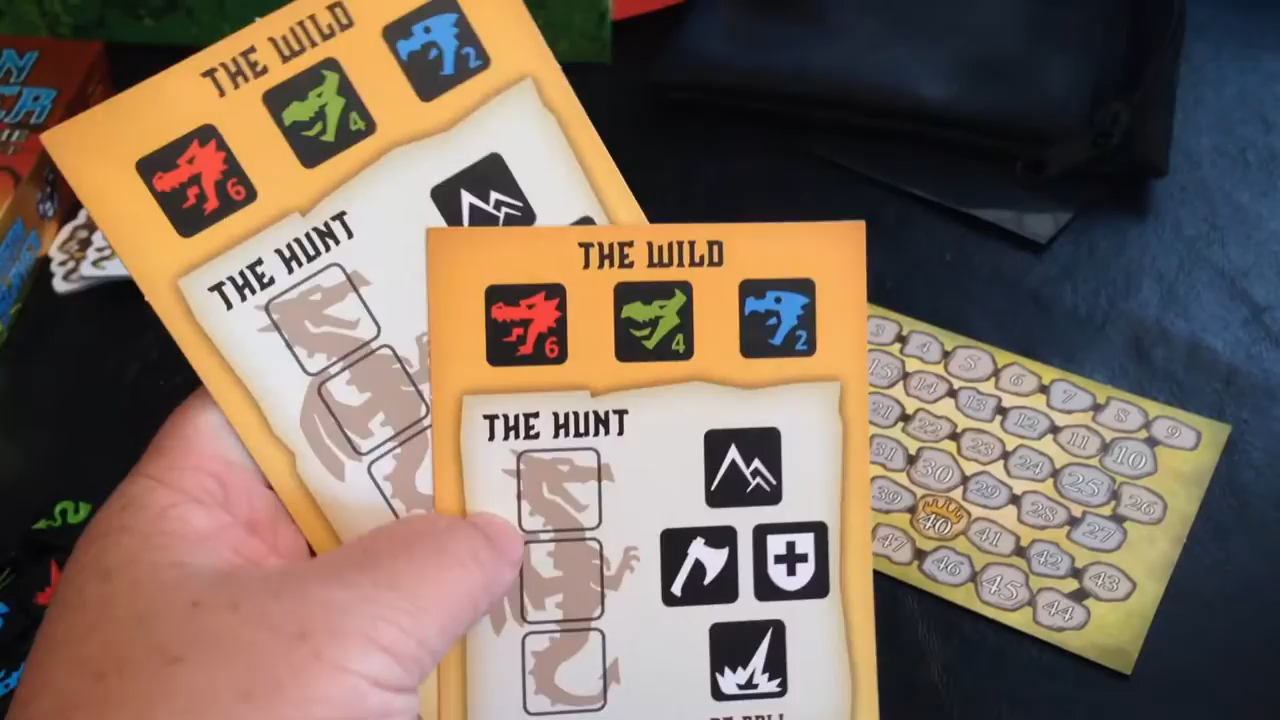 THE WILD
6
4
2
THE HUNT
THE WILD
6
4
2
THE HUNT
3 4 5 6 7 8 9
15 14 13 12 11 10
21 22 23 24 25 26
31 30 29 28 27
39 40 41 42 43
47 46 45 44